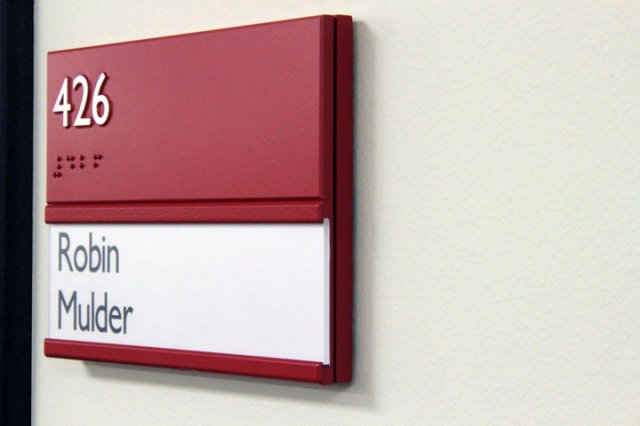 426
⠼⠙⠃⠋
Robin
Mulder